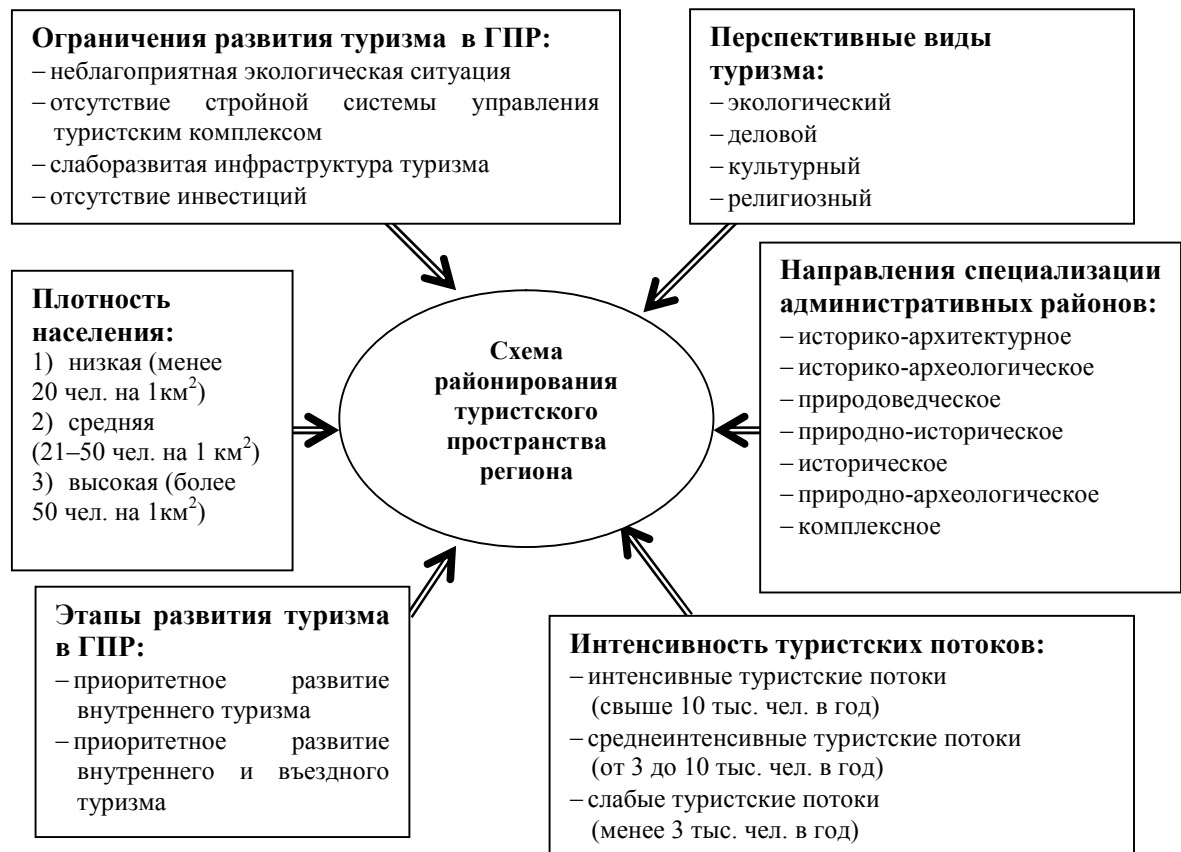 Ограничения развития туризма в ГПР:
– неблагоприятная экологическая ситуация
– отсутствие стройной системы управления
туристским комплексом
– слаборазвитая инфраструктура туризма
– отсутствие инвестиций
Перспективные виды
туризма:
– экологический
– деловой
– культурный
– религиозный
Плотность
населения:
1) низкая (менее
20 чел. на 1км²)
2) средняя
(21–50 чел. на 1 км²)
3) высокая (более
50 чел. на 1км²)
Схема
районирования
туристского
пространства
региона
Направления специализации
административных районов:
– историко-архитектурное
– историко-археологическое
– природоведческое
– природно-историческое
– историческое
– природно-археологическое
– комплексное
Этапы развития туризма
в ГПР:
– приоритетное развитие
внутреннего туризма
– приоритетное развитие
внутреннего и въездного
туризма
Интенсивность туристских потоков:
– интенсивные туристские потоки
(свыше 10 тыс. чел. в год)
– среднеинтенсивные туристские потоки
(от 3 до 10 тыс. чел. в год)
– слабые туристские потоки
(менее 3 тыс. чел. в год)